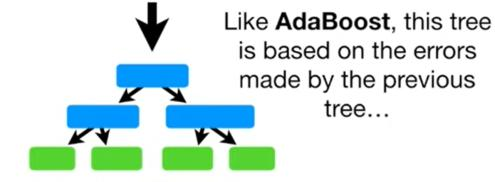 Like AdaBoost, this tree
is based on the errors
made by the previous
tree...